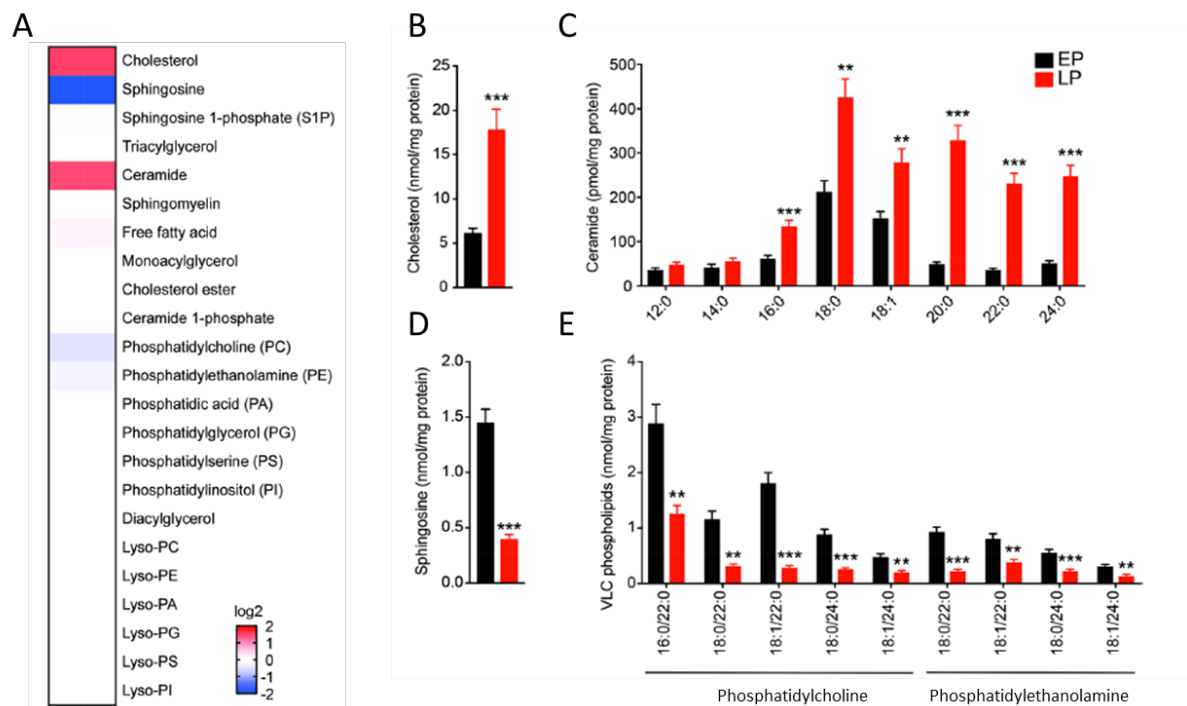 A
Cholesterol
Sphingosine
Sphingosine 1-phosphate (S1P)
Triacylglycerol
Ceramide
Sphingomyelin
Free fatty acid
Monoacylglycerol
Cholesterol ester
Ceramide 1-phosphate
Phosphatidylcholine (PC)
Phosphatidylethanolamine (PE)
Phosphatidic acid (PA)
Phosphatidylglycerol (PG)
Phosphatidylserine (PS)
Phosphatidylinositol (PI)
Diacylglycerol
Lyso-PC
Lyso-PE
Lyso-PA
Lyso-PG
Lyso-PS
Lyso-PI
log2
2
1
0
-1
-2
B
Cholesterol (nmol/mg protein)
25
20
15
10
5
0
***
C
Ceramide (pmol/mg protein)
500
400
300
200
100
0
*** ** ** *** *** ***
12:0 14:0 16:0 18:0 18:1 20:0 22:0 24:0
EP
LP
D
Sphingosine (nmol/mg protein)
2.0
1.5
1.0
0.5
0.0
***
E
VLC phospholipids (nmol/mg protein)
4
3
2
1
0
** ** *** *** ** *** ** *** **
16:0/22:0 18:0/22:0 18:1/22:0 18:0/24:0 18:1/24:0 18:0/22:0 18:1/22:0 18:0/24:0 18:1/24:0
Phosphatidylcholine
Phosphatidylethanolamine